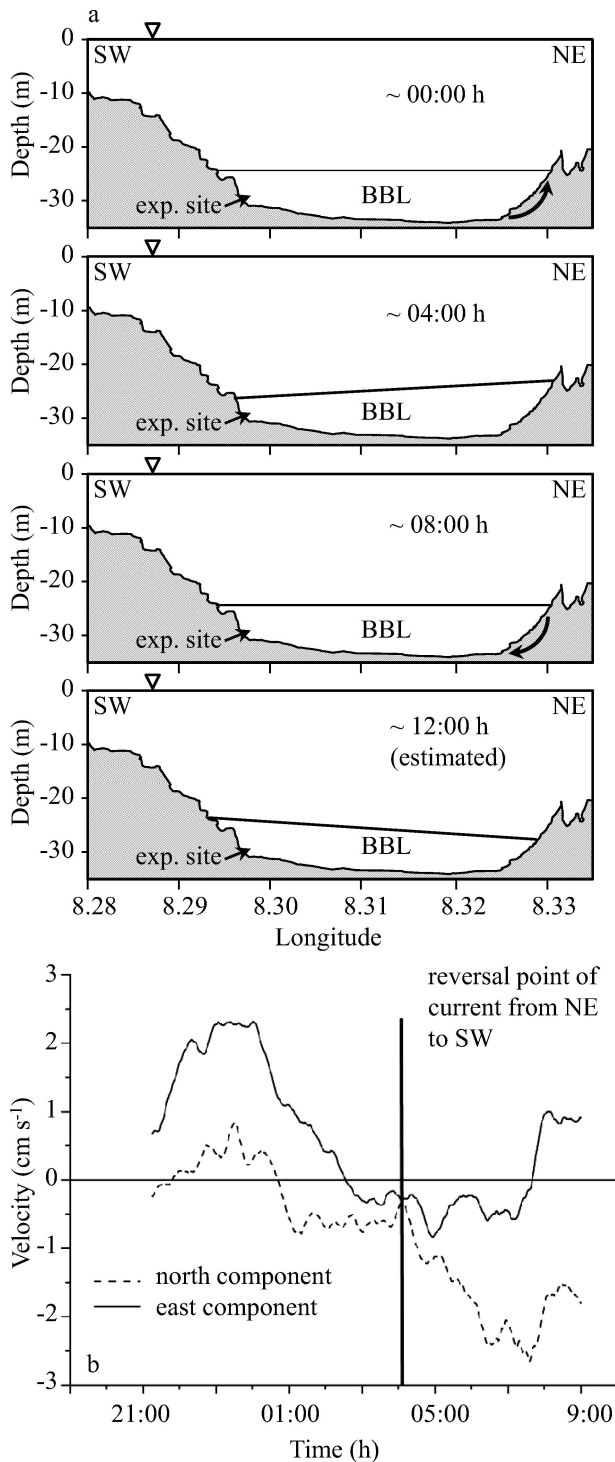 a
0
SW
NE
-10
~ 00:00 h
-20
BBL
exp. site
-30
Depth (m)
0
SW
NE
-10
~ 04:00 h
-20
BBL
exp. site
-30
Depth (m)
0
SW
NE
-10
~ 08:00 h
-20
BBL
exp. site
-30
Depth (m)
0
SW
NE
-10
~ 12:00 h
(estimated)
-20
BBL
exp. site
-30
Depth (m)
8.28 8.29 8.30 8.31 8.32 8.33
Longitude
3
reversal point of
current from NE
to SW
2
1
0
-1
-2
-3
Velocity (cm s-1)
north component
east component
b
21:00 01:00 05:00 9:00
Time (h)